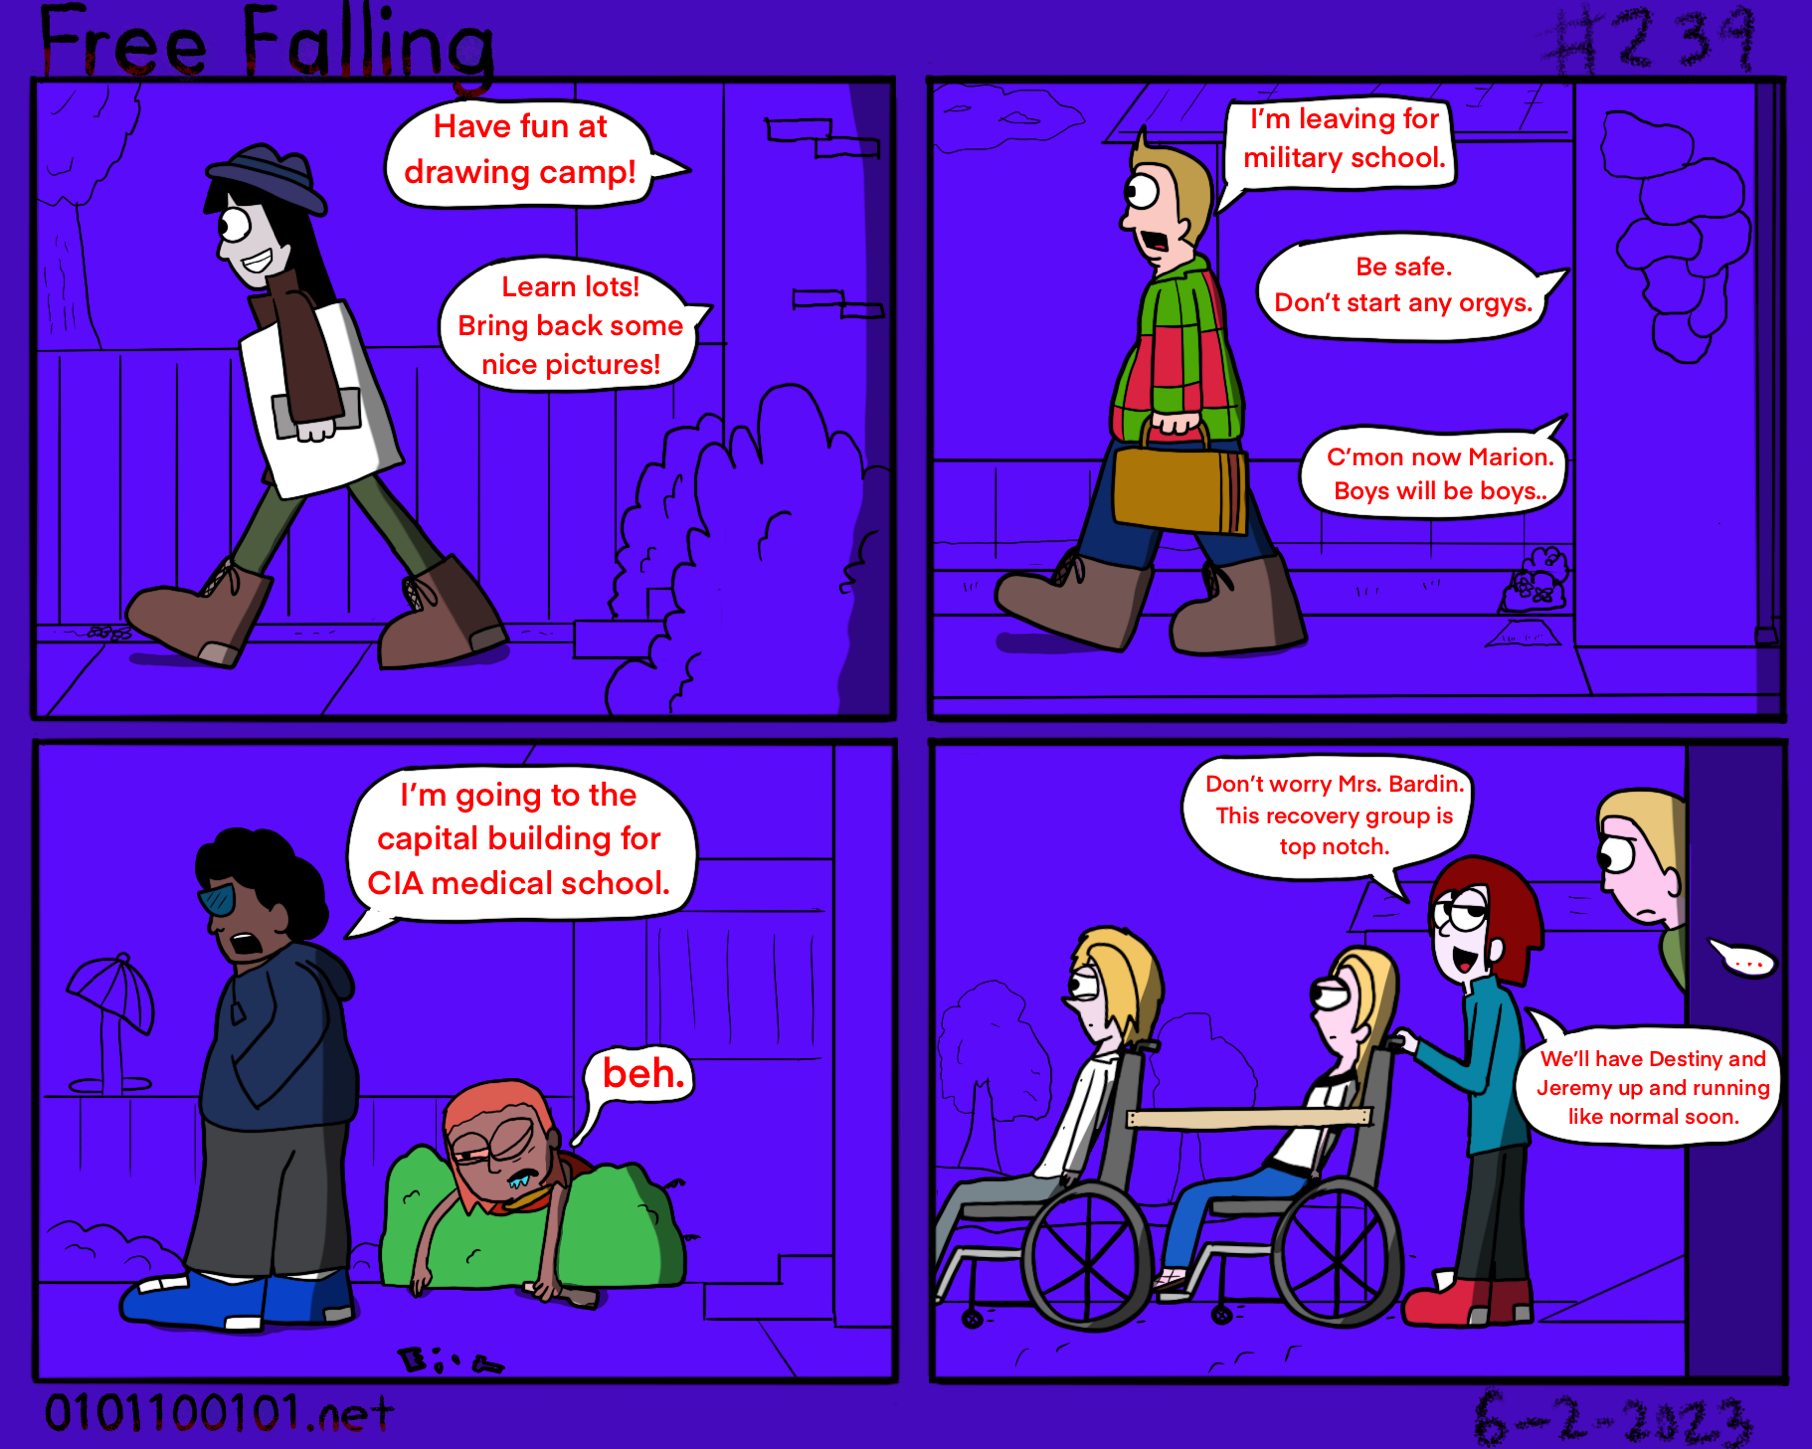 Free Falling
#239
Have fun at
drawing camp!
Learn lots!
Bring back some
nice pictures!
I'm leaving for
military school.
Be safe.
Don't start any orgys.
C'mon now Marion.
Boys will be boys..
I'm going to the
capital building for
CIA medical school.
beh.
Don't worry Mrs. Bardin.
This recovery group is
top notch.
...
We'll have Destiny and
Jeremy up and running
like normal soon.
0101100101.net
6-2-2023